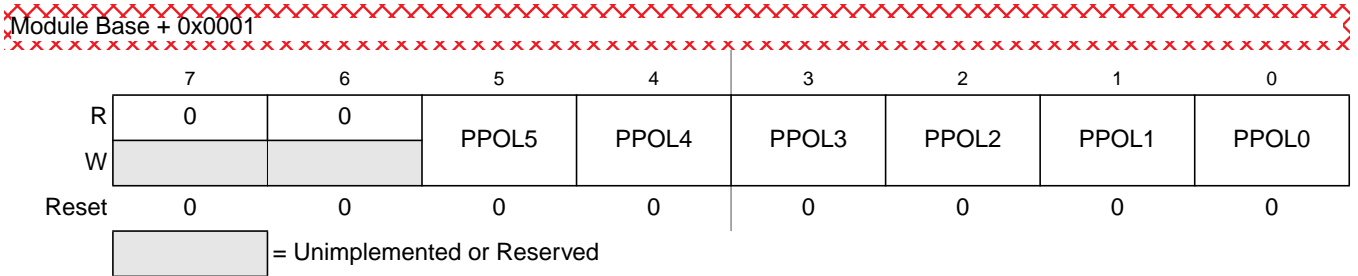 Module Base + 0x0001
7 6 5 4 3 2 1 0
R 0 0 PPOL5 PPOL4 PPOL3 PPOL2 PPOL1 PPOL0
W
Reset 0 0 0 0 0 0 0 0
= Unimplemented or Reserved